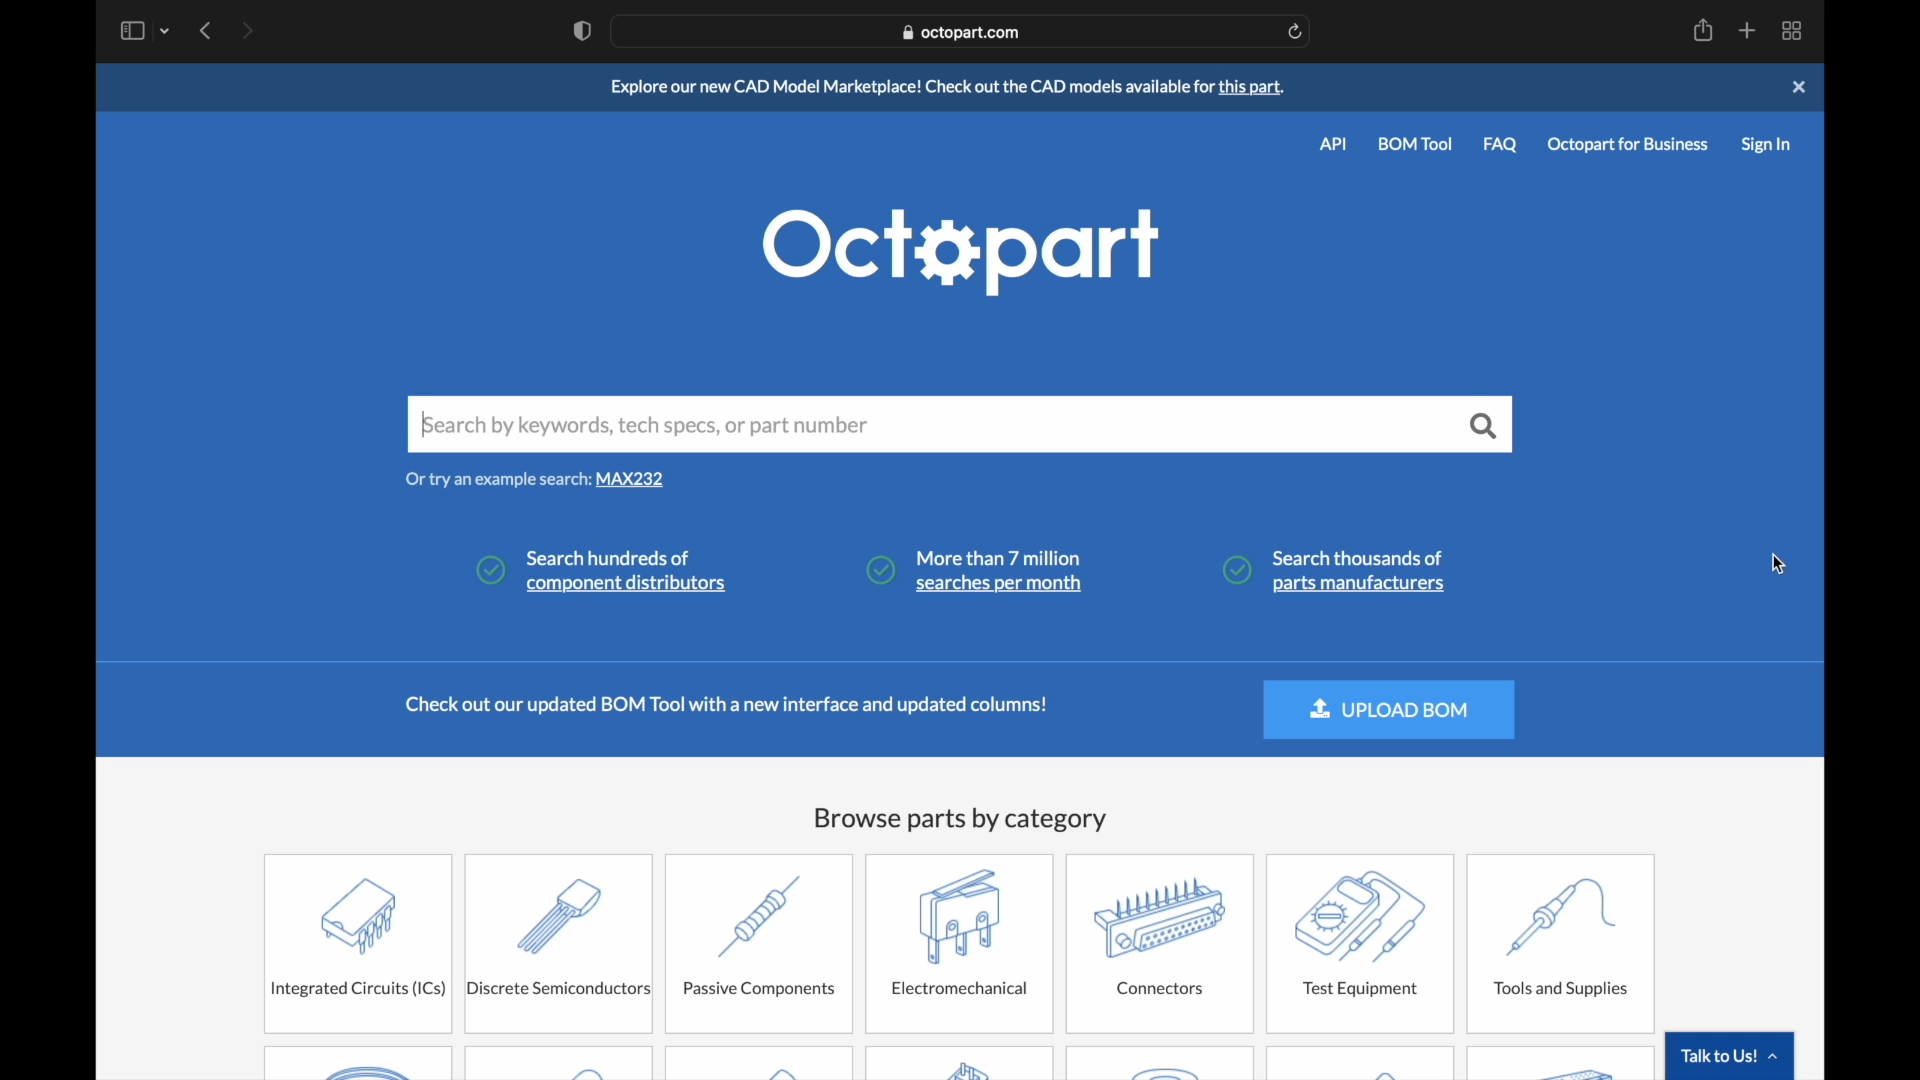 octopart.com
Explore our new CAD Model Marketplace! Check out the CAD models available for this part.
API BOM Tool FAQ Octopart for Business Sign In
Octopart
Search by keywords, tech specs, or part number
Or try an example search: MAX232
Search hundreds of
component distributors
More than 7 million
searches per month
Search thousands of
parts manufacturers
Check out our updated BOM Tool with a new interface and updated columns!
UPLOAD BOM
Browse parts by category
Integrated Circuits (ICs)
Discrete Semiconductors
Passive Components
Electromechanical
Connectors
Test Equipment
Tools and Supplies
Talk to Us!